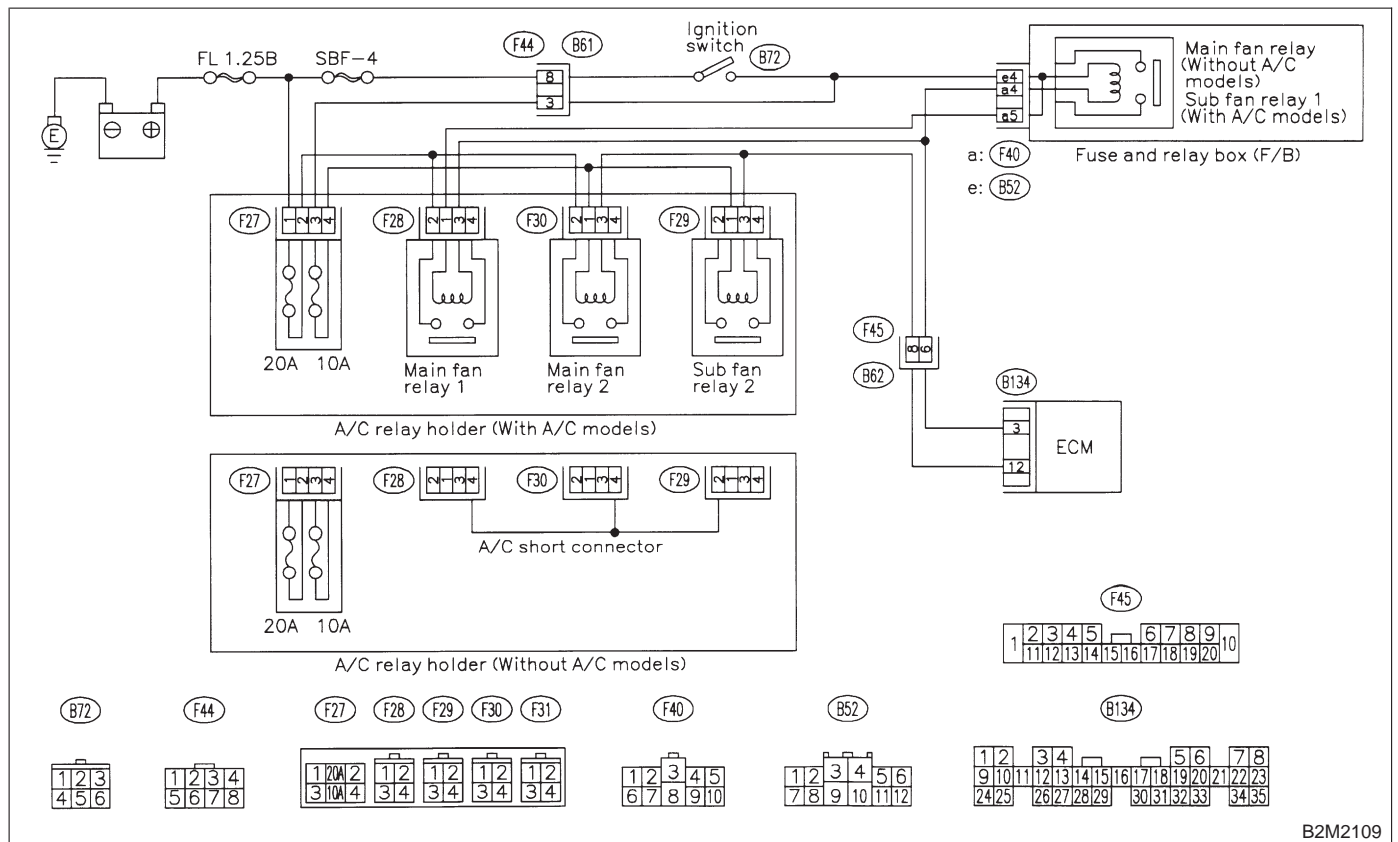 FL 1.25B
SBF-4
F44
B61
Ignition
switch
B72
8
3
E
e4
a4
a5
Main fan relay
(Without A/C
models)
Sub fan relay 1
(With A/C models)
a: F40
e: B52
Fuse and relay box (F/B)
F27
1 2 3 4
F28
2 1 3 4
F30
2 1 3 4
F29
2 1 3 4
20A 10A
Main fan
relay 1
Main fan
relay 2
Sub fan
relay 2
A/C relay holder (With A/C models)
F45
8 6
B62
B134
3
12
ECM
F27
1 2 3 4
F28
2 1 3 4
F30
2 1 3 4
F29
2 1 3 4
A/C short connector
20A 10A
A/C relay holder (Without A/C models)
F45
1 2 3 4 5 6 7 8 9 10
11 12 13 14 15 16 17 18 19 20
B72
1 2 3
4 5 6
F44
1 2 3 4
5 6 7 8
F27 F28 F29 F30 F31
1 20A 2 1 2 1 2 1 2 1 2
3 10A 4 3 4 3 4 3 4 3 4
F40
1 2 3 4 5
6 7 8 9 10
B52
1 2 3 4 5 6
7 8 9 10 11 12
B134
1 2 3 4 5 6 7 8
9 10 11 12 13 14 15 16 17 18 19 20 21 22 23
24 25 26 27 28 29 30 31 32 33 34 35
B2M2109